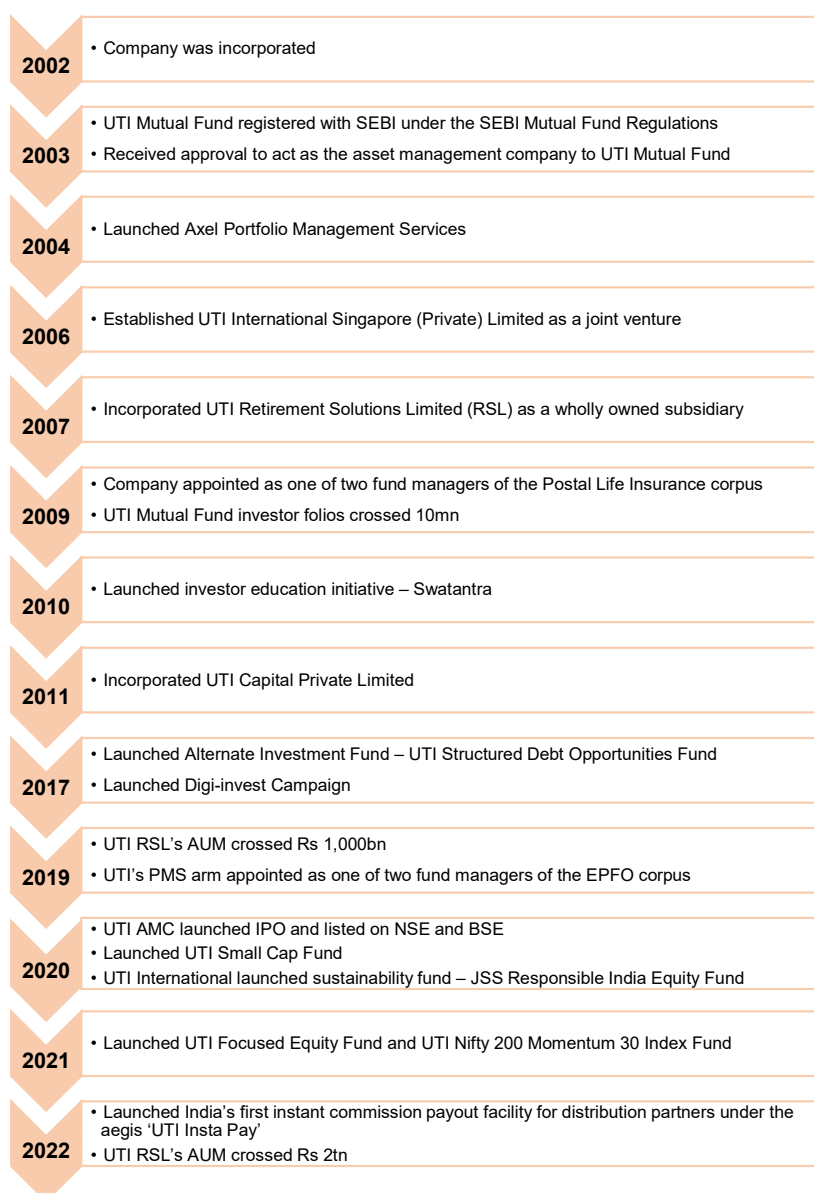 2002
• Company was incorporated
2003
• UTI Mutual Fund registered with SEBI under the SEBI Mutual Fund Regulations
• Received approval to act as the asset management company to UTI Mutual Fund
2004
• Launched Axel Portfolio Management Services
2006
• Established UTI International Singapore (Private) Limited as a joint venture
2007
• Incorporated UTI Retirement Solutions Limited (RSL) as a wholly owned subsidiary
2009
• Company appointed as one of two fund managers of the Postal Life Insurance corpus
• UTI Mutual Fund investor folios crossed 10mn
2010
• Launched investor education initiative – Swatantra
2011
• Incorporated UTI Capital Private Limited
2017
• Launched Alternate Investment Fund – UTI Structured Debt Opportunities Fund
• Launched Digi-invest Campaign
2019
• UTI RSL’s AUM crossed Rs 1,000bn
• UTI’s PMS arm appointed as one of two fund managers of the EPFO corpus
2020
• UTI AMC launched IPO and listed on NSE and BSE
• Launched UTI Small Cap Fund
• UTI International launched sustainability fund – JSS Responsible India Equity Fund
2021
• Launched UTI Focused Equity Fund and UTI Nifty 200 Momentum 30 Index Fund
2022
• Launched India’s first instant commission payout facility for distribution partners under the
aegis ‘UTI Insta Pay’
• UTI RSL’s AUM crossed Rs 2tn